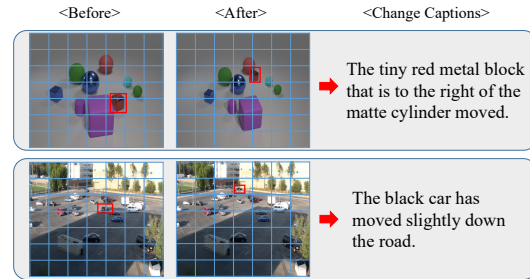 <Before> <After> <Change Captions>
The tiny red metal block
that is to the right of the
matte cylinder moved.
The black car has
moved slightly down
the road.